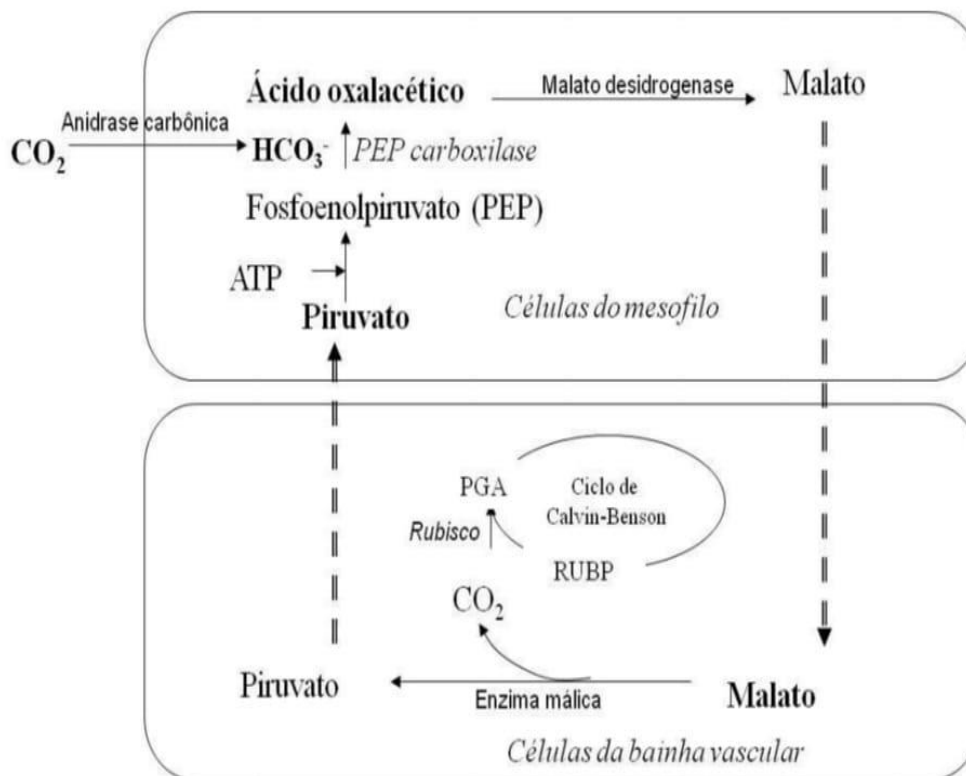 Ácido oxalacético
Malato desidrogenase
Malato
Anidrase carbônica
CO₂
HCO₃⁻
PEP carboxilase
Fosfoenolpiruvato (PEP)
ATP
Piruvato
Células do mesofilo
PGA
Ciclo de
Calvin-Benson
Rubisco
RUBP
CO₂
Piruvato
Enzima málica
Malato
Células da bainha vascular